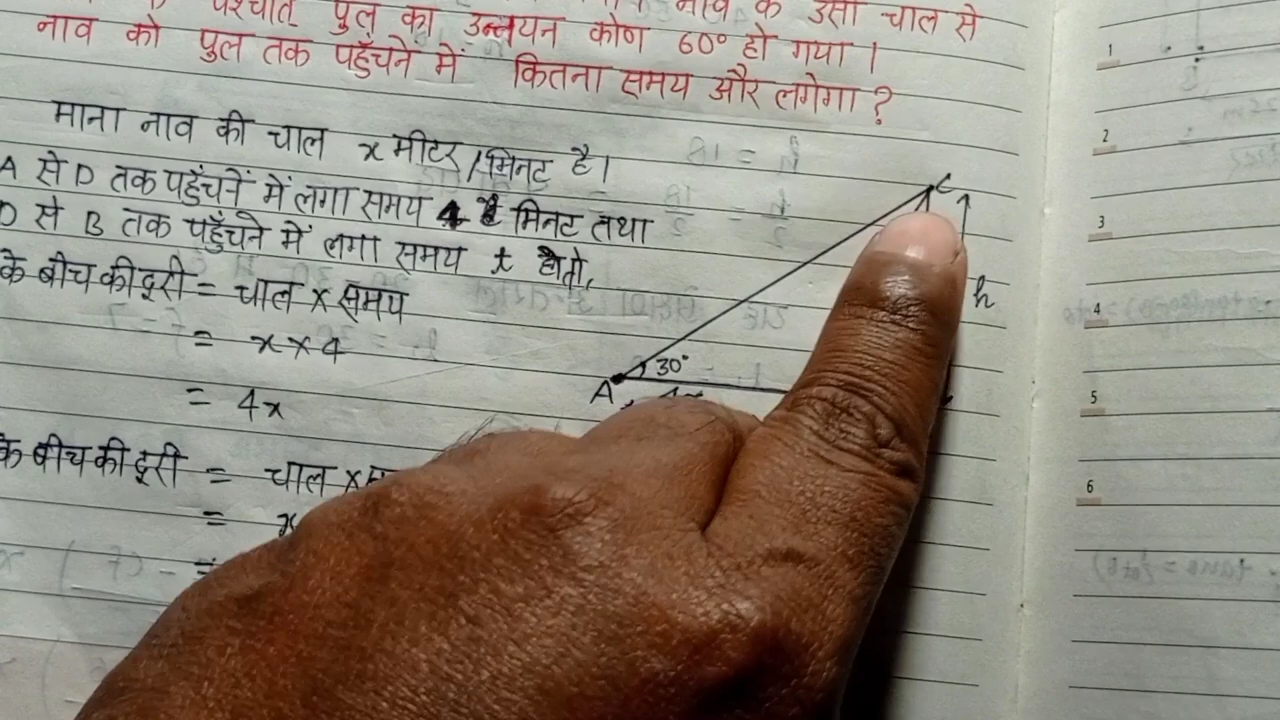 पश्चात् पुल का उन्नयन कोण 60° हो गया ।
नाव के उसी चाल से
नाव को पुल तक पहुँचने में कितना समय और लगेगा ?
माना नाव की चाल x मीटर/मिनट है।
A से D तक पहुँचनें में लगा समय 4 मिनट तथा
D से B तक पहुँचने में लगा समय t हो तो,
के बीच की दूरी = चाल × समय
= x × 4
= 4x
के बीच की दूरी = चाल ×
= x
=
C
h
30°
A
1
2
3
4
5
6